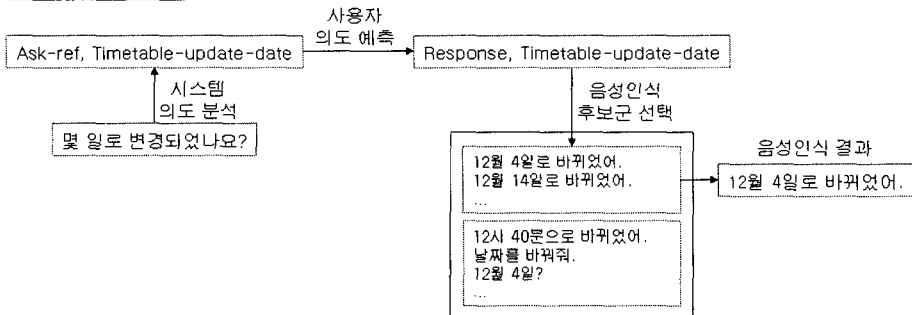 사용자
의도 예측
Ask-ref, Timetable-update-date
Response, Timetable-update-date
시스템
의도 분석
음성인식
후보군 선택
몇 일로 변경되었나요?
12월 4일로 바뀌었어.
12월 14일로 바뀌었어.
...
음성인식 결과
12월 4일로 바뀌었어.
12시 40분으로 바뀌었어.
날짜를 바꿔줘.
12월 4일?
...